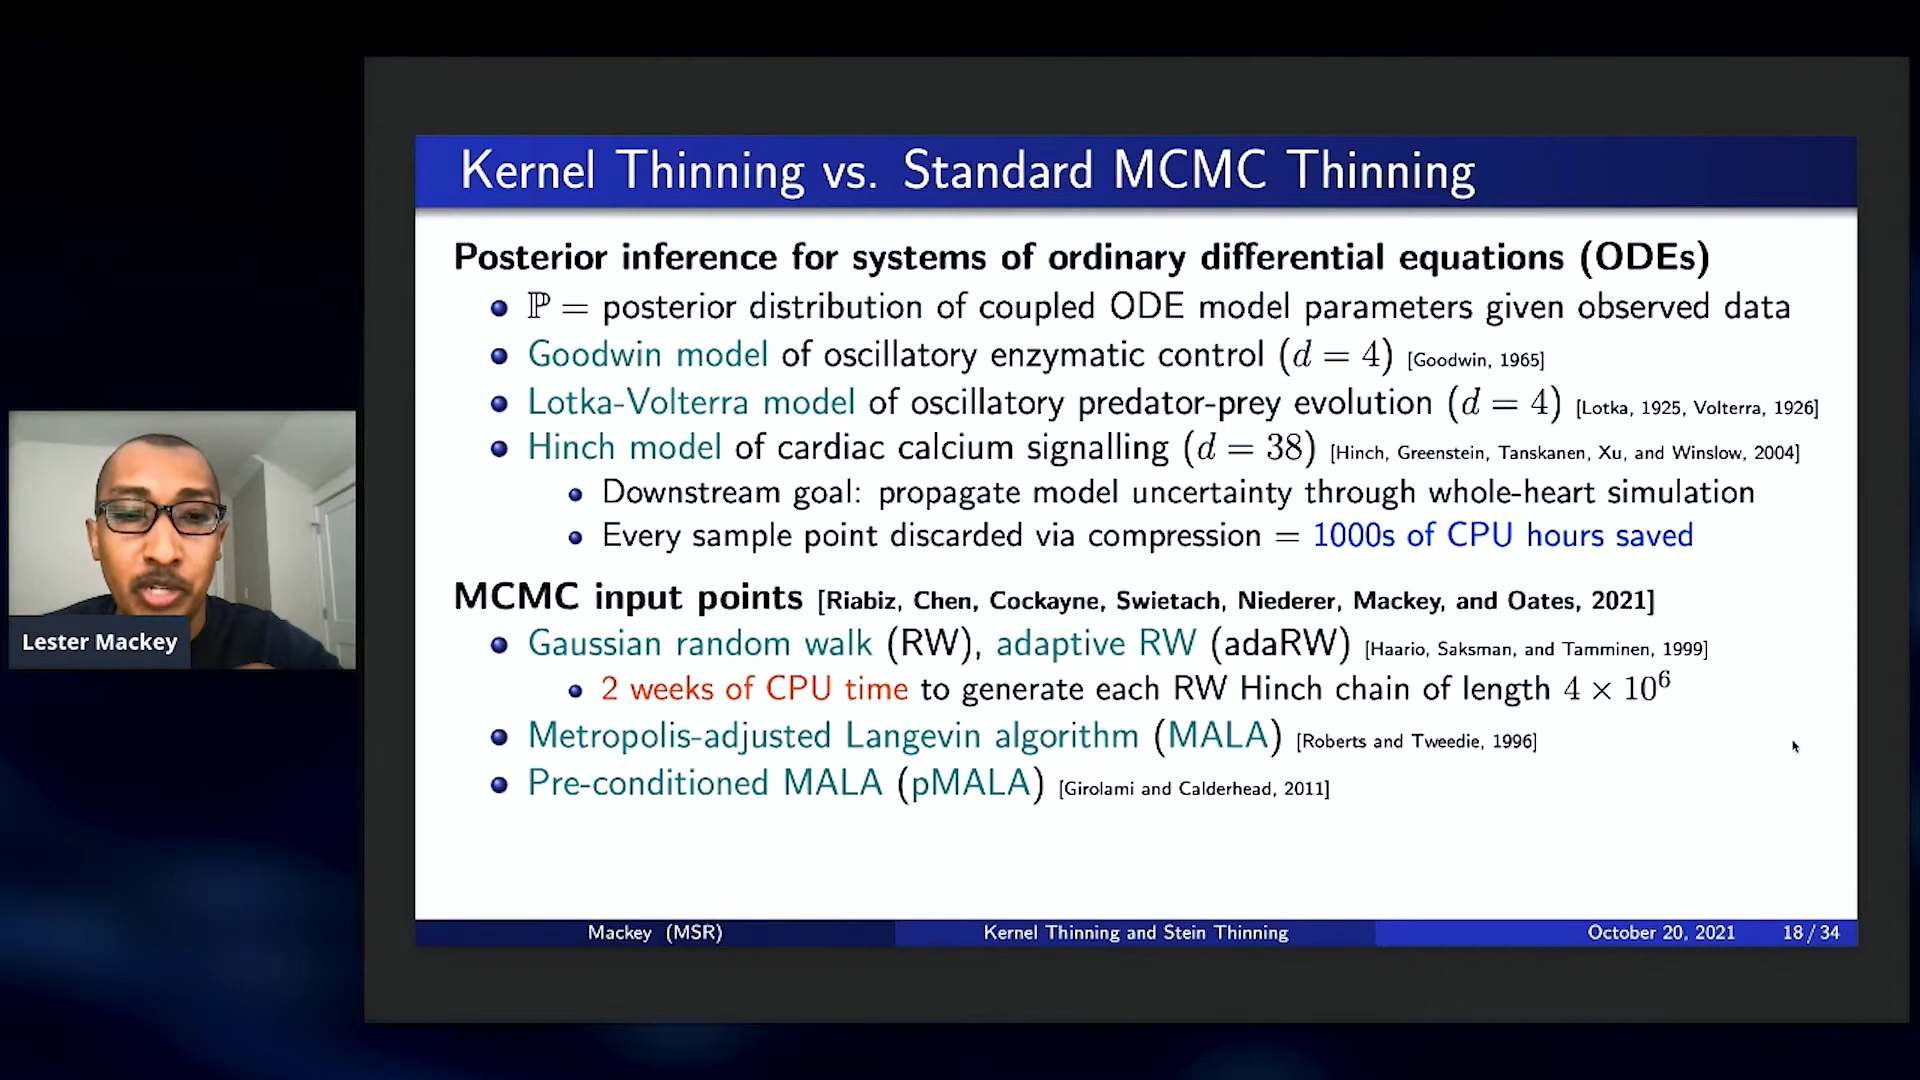 Kernel Thinning vs. Standard MCMC Thinning
Posterior inference for systems of ordinary differential equations (ODEs)
ℙ = posterior distribution of coupled ODE model parameters given observed data
Goodwin model of oscillatory enzymatic control (d = 4) [Goodwin, 1965]
Lotka-Volterra model of oscillatory predator-prey evolution (d = 4) [Lotka, 1925, Volterra, 1926]
Hinch model of cardiac calcium signalling (d = 38) [Hinch, Greenstein, Tanskanen, Xu, and Winslow, 2004]
Downstream goal: propagate model uncertainty through whole-heart simulation
Every sample point discarded via compression = 1000s of CPU hours saved
MCMC input points [Riabiz, Chen, Cockayne, Swietach, Niederer, Mackey, and Oates, 2021]
Gaussian random walk (RW), adaptive RW (adaRW) [Haario, Saksman, and Tamminen, 1999]
2 weeks of CPU time to generate each RW Hinch chain of length 4 × 10⁶
Metropolis-adjusted Langevin algorithm (MALA) [Roberts and Tweedie, 1996]
Pre-conditioned MALA (pMALA) [Girolami and Calderhead, 2011]
Mackey (MSR) Kernel Thinning and Stein Thinning October 20, 2021 18 / 34
Lester Mackey